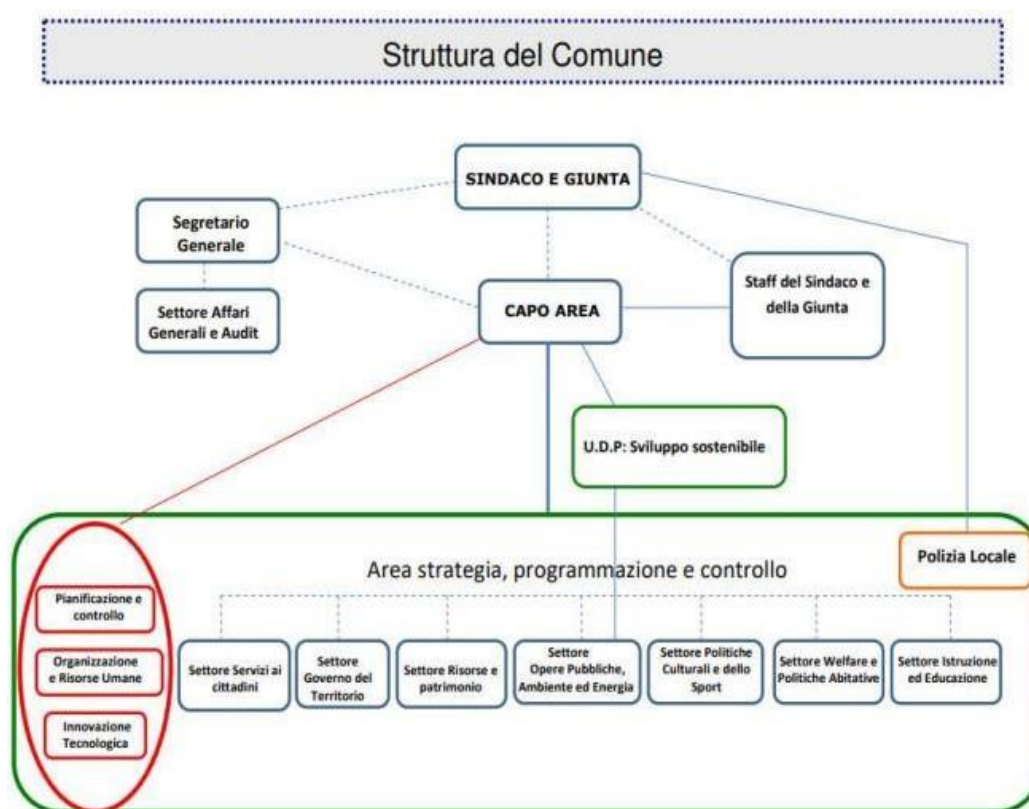 Struttura del Comune
SINDACO E GIUNTA
Segretario
Generale
Settore Affari
Generali e Audit
CAPO AREA
Staff del Sindaco e
della Giunta
U.D.P: Sviluppo sostenibile
Polizia Locale
Area strategia, programmazione e controllo
Pianificazione e
controllo
Organizzazione
e Risorse Umane
Innovazione
Tecnologica
Settore Servizi ai
cittadini
Settore
Governo del
Territorio
Settore Risorse e
patrimonio
Settore
Opere Pubbliche,
Ambiente ed Energia
Settore Politiche
Culturali e dello
Sport
Settore Welfare e
Politiche Abitative
Settore Istruzione
ed Educazione